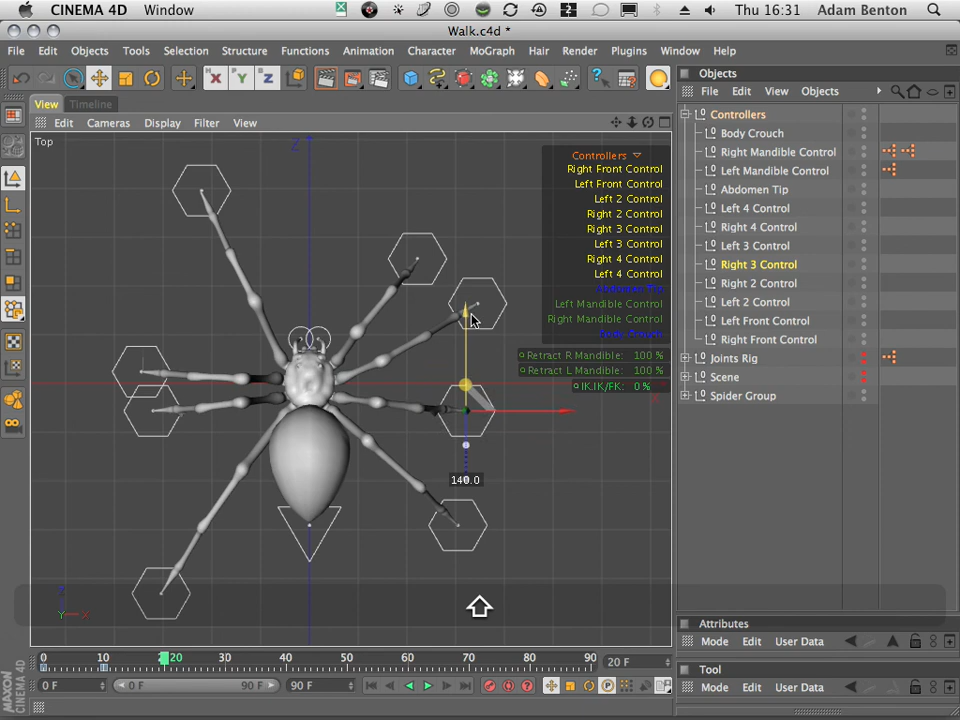 CINEMA 4D Window Thu 16:31 Adam Benton
Walk.c4d *
File Edit Objects Tools Selection Structure Functions Animation Character MoGraph Hair Render Plugins Window Help
X Y Z
View Timeline
Edit Cameras Display Filter View
Top
Z
Controllers
Right Front Control
Left Front Control
Left 2 Control
Right 2 Control
Right 3 Control
Left 3 Control
Right 4 Control
Left 4 Control
Abdomen Tip
Left Mandible Control
Right Mandible Control
Body Crouch
Retract R Mandible: 100 %
Retract L Mandible: 100 %
IK.IK/FK: 0 %
X
140.0
Z
Y X
0 10 20 30 40 50 60 70 80 90 20 F
0 F 0 F 90 F 90 F
MAXON
CINEMA 4D
Objects
File Edit View Objects
Controllers
Body Crouch
Right Mandible Control
Left Mandible Control
Abdomen Tip
Left 4 Control
Right 4 Control
Left 3 Control
Right 3 Control
Right 2 Control
Left 2 Control
Left Front Control
Right Front Control
Joints Rig
Scene
Spider Group
Attributes
Mode Edit User Data
Tool
Mode Edit User Data